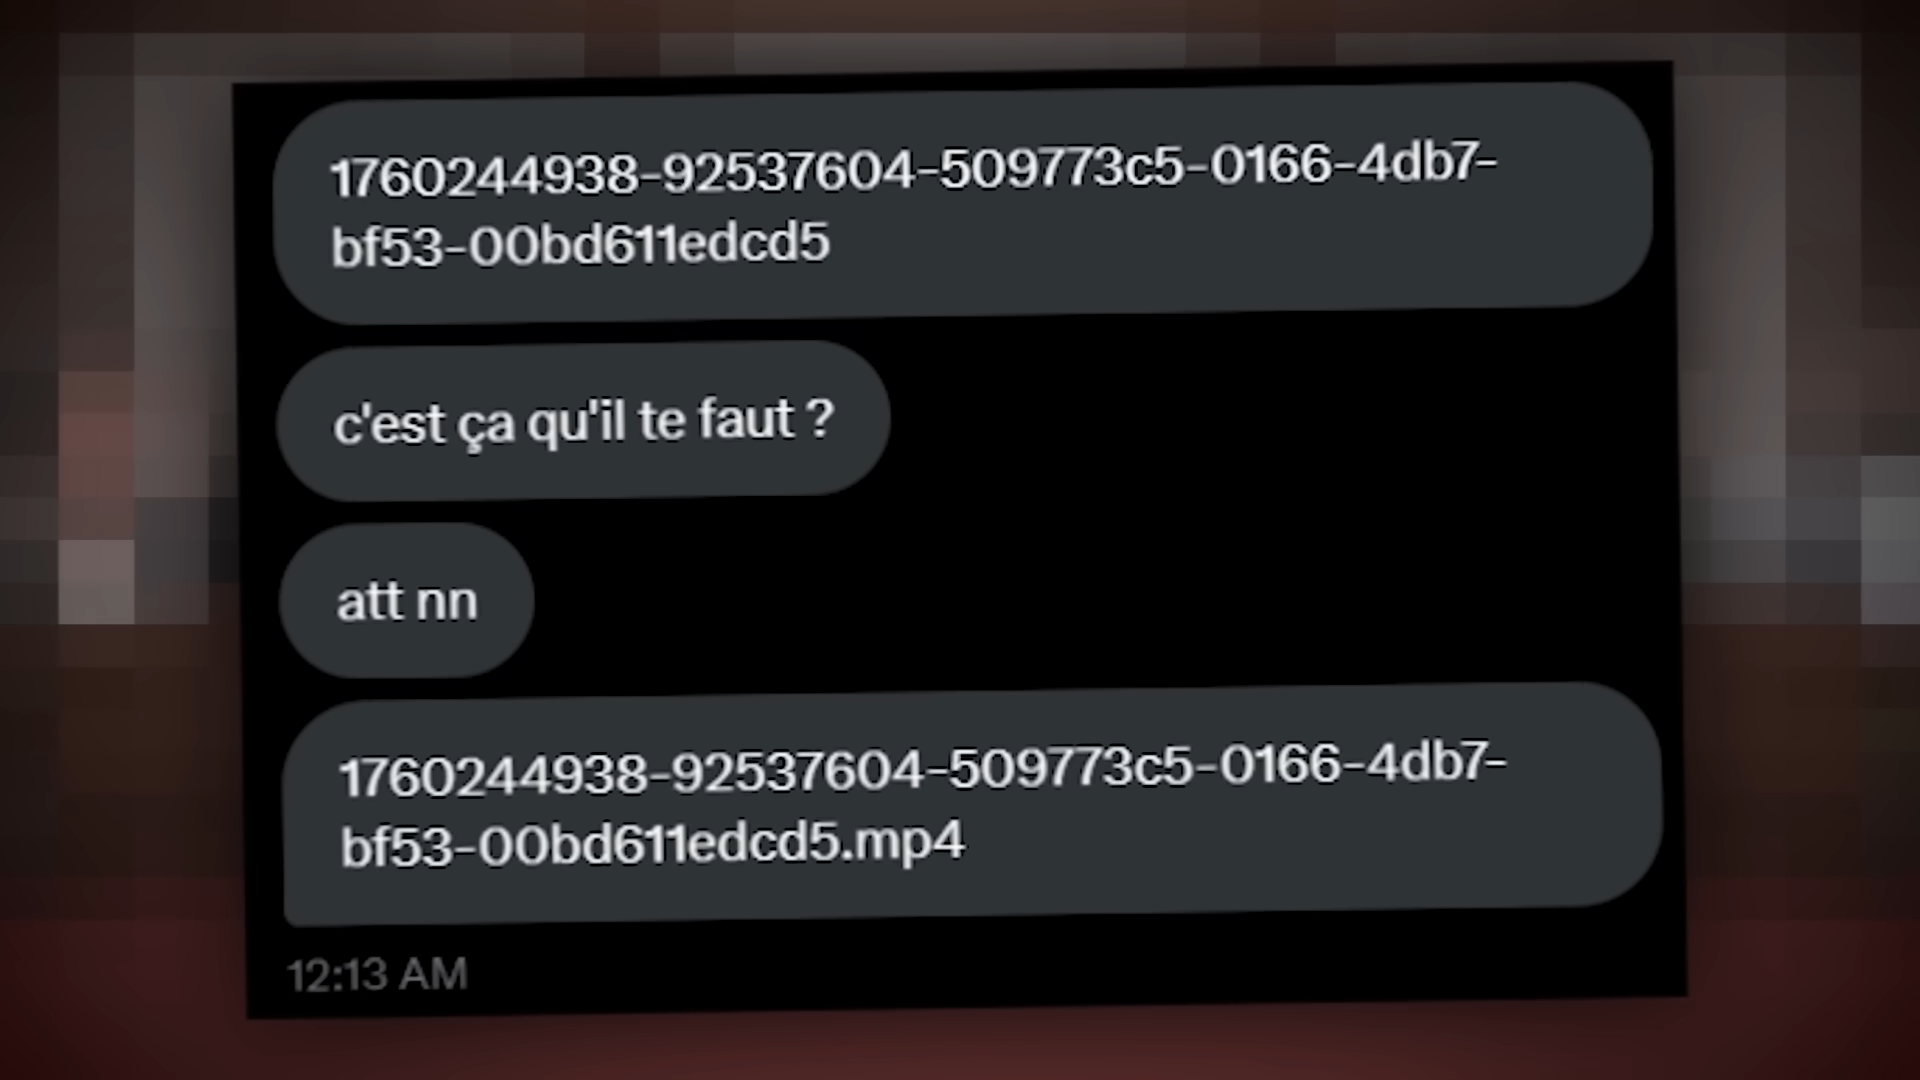 1760244938-92537604-509773c5-0166-4db7-
bf53-00bd611edcd5
c'est ça qu'il te faut ?
att nn
1760244938-92537604-509773c5-0166-4db7-
bf53-00bd611edcd5.mp4
12:13 AM